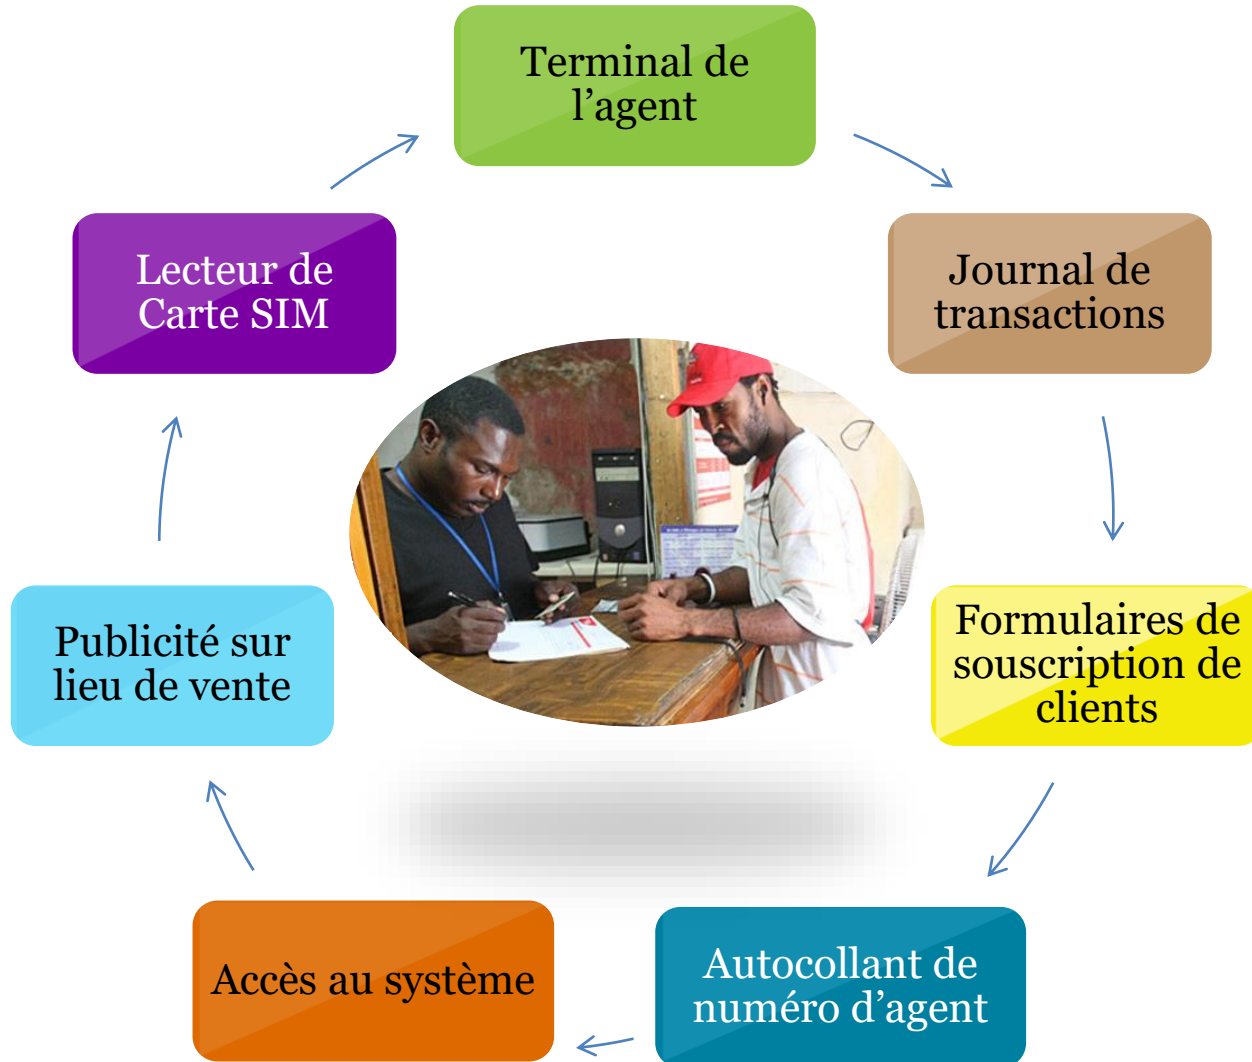 Terminal de
l’agent
Journal de
transactions
Formulaires de
souscription de
clients
Autocollant de
numéro d’agent
Accès au système
Publicité sur
lieu de vente
Lecteur de
Carte SIM